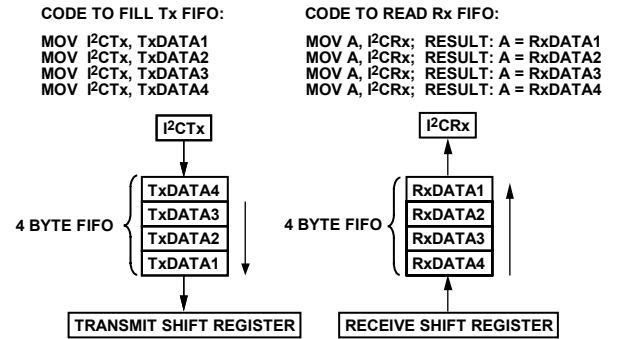 CODE TO FILL Tx FIFO:
MOV I²CTx, TxDATA1
MOV I²CTx, TxDATA2
MOV I²CTx, TxDATA3
MOV I²CTx, TxDATA4
I²CTx
4 BYTE FIFO
TxDATA4
TxDATA3
TxDATA2
TxDATA1
TRANSMIT SHIFT REGISTER
CODE TO READ Rx FIFO:
MOV A, I²CRx; RESULT: A = RxDATA1
MOV A, I²CRx; RESULT: A = RxDATA2
MOV A, I²CRx; RESULT: A = RxDATA3
MOV A, I²CRx; RESULT: A = RxDATA4
I²CRx
4 BYTE FIFO
RxDATA1
RxDATA2
RxDATA3
RxDATA4
RECEIVE SHIFT REGISTER